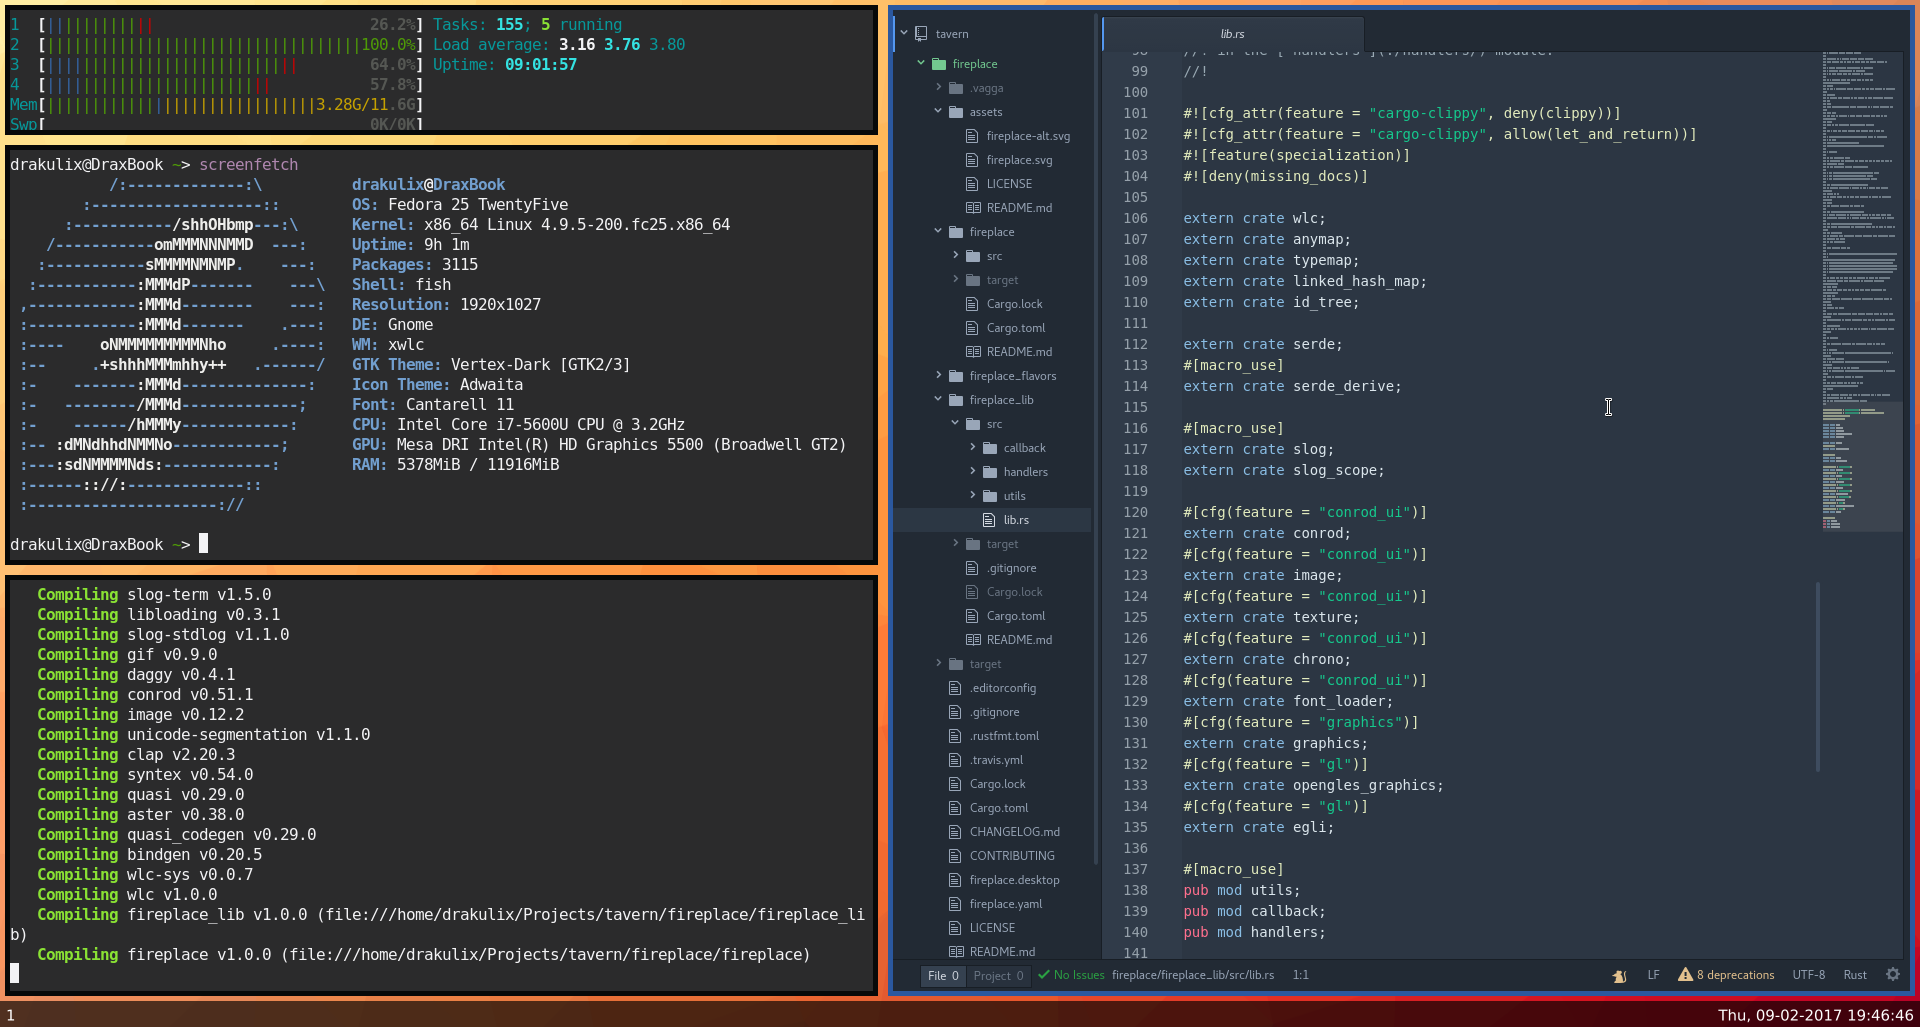 1 [|||||||||||| 26.2%] Tasks: 155; 5 running
2 [|||||||||||||||||||||||||||||||||||100.0%] Load average: 3.16 3.76 3.80
3 [|||||||||||||||||||||||||||| 64.0%] Uptime: 09:01:57
4 [||||||||||||||||||||||||| 57.8%]
Mem[||||||||||||||||||||||||||||||3.28G/11.6G]
Swp[ 0K/0K]
drakulix@DraxBook ~> screenfetch
/:-------------:\ drakulix@DraxBook
:-------------------:: OS: Fedora 25 TwentyFive
:-----------/shhOHbmp---:\ Kernel: x86_64 Linux 4.9.5-200.fc25.x86_64
/-----------omMMMNNNMMD ---: Uptime: 9h 1m
:-----------sMMMMNMNMP. ---: Packages: 3115
:-----------:MMMdP------- ---\ Shell: fish
,------------:MMMd-------- ---: Resolution: 1920x1027
:------------:MMMd------- .---: DE: Gnome
:---- oNMMMMMMMMMNho .----: WM: xwlc
:-- .+shhhMMMmhhy++ .------/ GTK Theme: Vertex-Dark [GTK2/3]
:- -------:MMMd--------------: Icon Theme: Adwaita
:- --------/MMMd-------------; Font: Cantarell 11
:- ------/hMMMy------------: CPU: Intel Core i7-5600U CPU @ 3.2GHz
:-- :dMNdhhdNMMNo------------; GPU: Mesa DRI Intel(R) HD Graphics 5500 (Broadwell GT2)
:---:sdNMMMMNds:------------: RAM: 5378MiB / 11916MiB
:------:://:-------------::
:---------------------://
drakulix@DraxBook ~>
Compiling slog-term v1.5.0
Compiling libloading v0.3.1
Compiling slog-stdlog v1.1.0
Compiling gif v0.9.0
Compiling daggy v0.4.1
Compiling conrod v0.51.1
Compiling image v0.12.2
Compiling unicode-segmentation v1.1.0
Compiling clap v2.20.3
Compiling syntex v0.54.0
Compiling quasi v0.29.0
Compiling aster v0.38.0
Compiling quasi_codegen v0.29.0
Compiling bindgen v0.20.5
Compiling wlc-sys v0.0.7
Compiling wlc v1.0.0
Compiling fireplace_lib v1.0.0 (file:///home/drakulix/Projects/tavern/fireplace/fireplace_li
b)
Compiling fireplace v1.0.0 (file:///home/drakulix/Projects/tavern/fireplace/fireplace)
tavern
fireplace
.vagga
assets
fireplace-alt.svg
fireplace.svg
LICENSE
README.md
fireplace
src
target
Cargo.lock
Cargo.toml
README.md
fireplace_flavors
fireplace_lib
src
callback
handlers
utils
lib.rs
target
.gitignore
Cargo.lock
Cargo.toml
README.md
target
.editorconfig
.gitignore
.rustfmt.toml
.travis.yml
Cargo.lock
Cargo.toml
CHANGELOG.md
CONTRIBUTING
fireplace.desktop
fireplace.yaml
LICENSE
README.md
lib.rs
98 //! in the [`handlers`](./handlers/) module.
99 //!
100
101 #![cfg_attr(feature = "cargo-clippy", deny(clippy))]
102 #![cfg_attr(feature = "cargo-clippy", allow(let_and_return))]
103 #![feature(specialization)]
104 #![deny(missing_docs)]
105
106 extern crate wlc;
107 extern crate anymap;
108 extern crate typemap;
109 extern crate linked_hash_map;
110 extern crate id_tree;
111
112 extern crate serde;
113 #[macro_use]
114 extern crate serde_derive;
115
116 #[macro_use]
117 extern crate slog;
118 extern crate slog_scope;
119
120 #[cfg(feature = "conrod_ui")]
121 extern crate conrod;
122 #[cfg(feature = "conrod_ui")]
123 extern crate image;
124 #[cfg(feature = "conrod_ui")]
125 extern crate texture;
126 #[cfg(feature = "conrod_ui")]
127 extern crate chrono;
128 #[cfg(feature = "conrod_ui")]
129 extern crate font_loader;
130 #[cfg(feature = "graphics")]
131 extern crate graphics;
132 #[cfg(feature = "gl")]
133 extern crate opengles_graphics;
134 #[cfg(feature = "gl")]
135 extern crate egli;
136
137 #[macro_use]
138 pub mod utils;
139 pub mod callback;
140 pub mod handlers;
141
File 0 Project 0 No Issues fireplace/fireplace_lib/src/lib.rs 1:1 LF 8 deprecations UTF-8 Rust
1 Thu, 09-02-2017 19:46:46